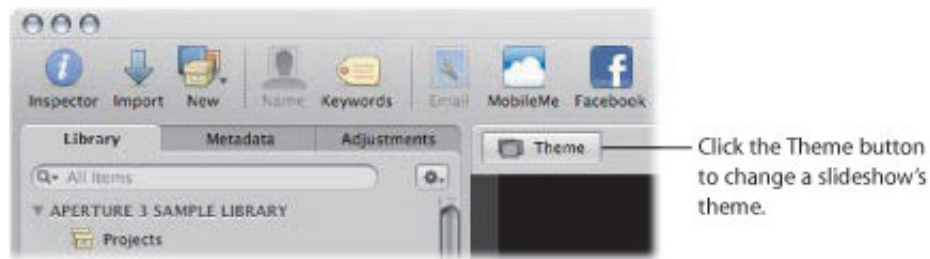 Inspector Import New Name Keywords Email MobileMe Facebook
Library Metadata Adjustments
Theme
All Items
APERTURE 3 SAMPLE LIBRARY
Projects
Click the Theme button
to change a slideshow's
theme.